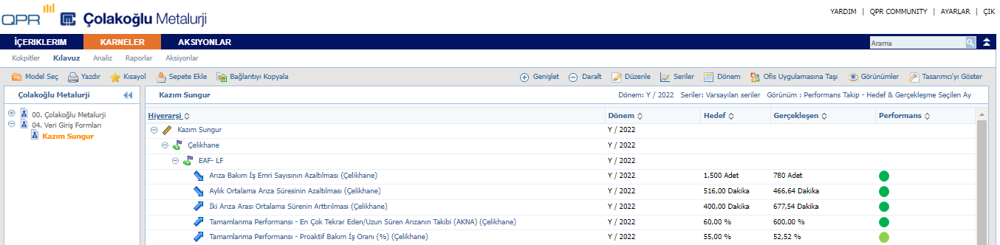 YARDIM | QPR COMMUNITY | AYARLAR | ÇIK
QPR Çolakoğlu Metalurji
İÇERİKLERIM KARNELER AKSIYONLAR Arama
Kokpitler Kılavuz Analiz Raporlar Aksiyonlar
Model Seç Yazdır Kısayol Sepete Ekle Bağlantıyı Kopyala Genişlet Daralt Düzenle Seriler Dönem Ofis Uygulamasına Taşı Görünümler Tasarımcı'yı Göster
Çolakoğlu Metalurji
00. Çolakoğlu Metalurji
04. Veri Giriş Formları
Kazım Sungur
Kazım Sungur Dönem: Y / 2022 Seriler: Varsayılan seriler Görünüm : Performans Takip - Hedef & Gerçekleşme Seçilen Ay
Hiyerarşi Dönem Hedef Gerçekleşen Performans
Kazım Sungur Y / 2022
Çelikhane Y / 2022
EAF- LF Y / 2022
Arıza Bakım İş Emri Sayısının Azaltılması (Çelikhane) Y / 2022 1.500 Adet 780 Adet
Aylık Ortalama Arıza Süresinin Azaltılması (Çelikhane) Y / 2022 516,00 Dakika 466,64 Dakika
İki Arıza Arası Ortalama Sürenin Arttırılması (Çelikhane) Y / 2022 400,00 Dakika 677,54 Dakika
Tamamlanma Performansı - En Çok Tekrar Eden/Uzun Süren Arızanın Takibi (AKNA) (Çelikhane) Y / 2022 60,00 % 600,00 %
Tamamlanma Performansı - Proaktif Bakım İş Oranı (%) (Çelikhane) Y / 2022 55,00 % 52,52 %